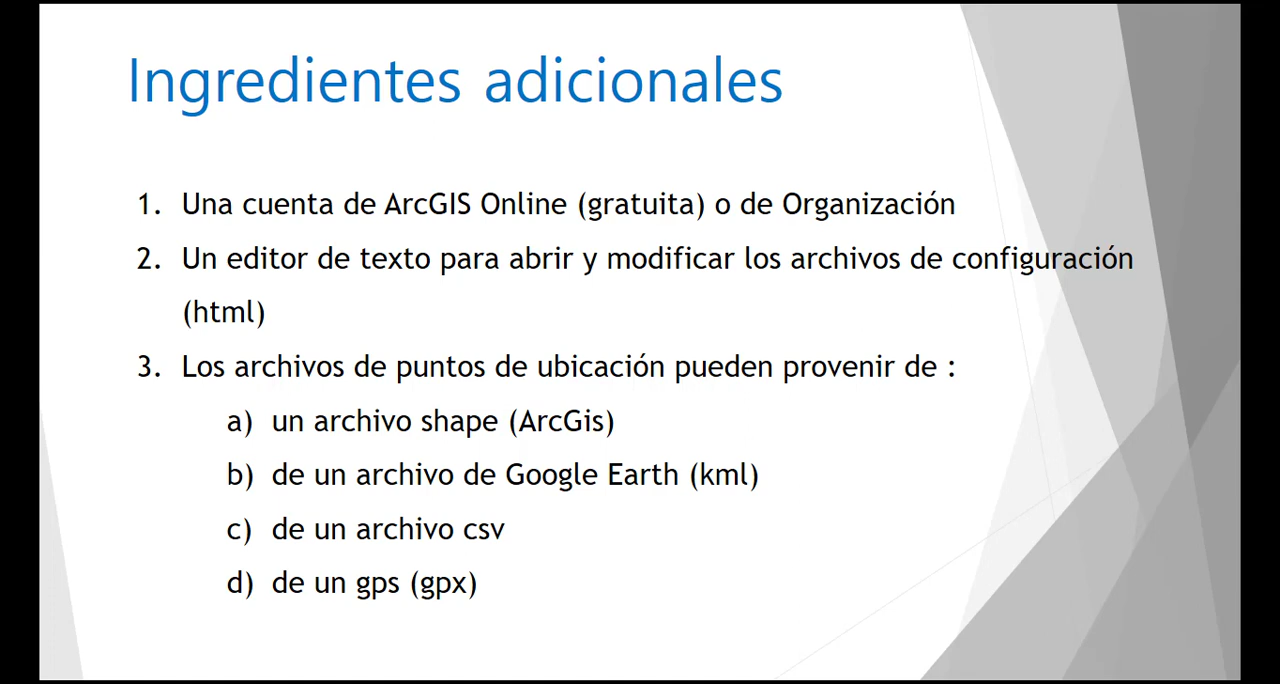 Ingredientes adicionales
1. Una cuenta de ArcGIS Online (gratuita) o de Organización
2. Un editor de texto para abrir y modificar los archivos de configuración
(html)
3. Los archivos de puntos de ubicación pueden provenir de :
a) un archivo shape (ArcGis)
b) de un archivo de Google Earth (kml)
c) de un archivo csv
d) de un gps (gpx)